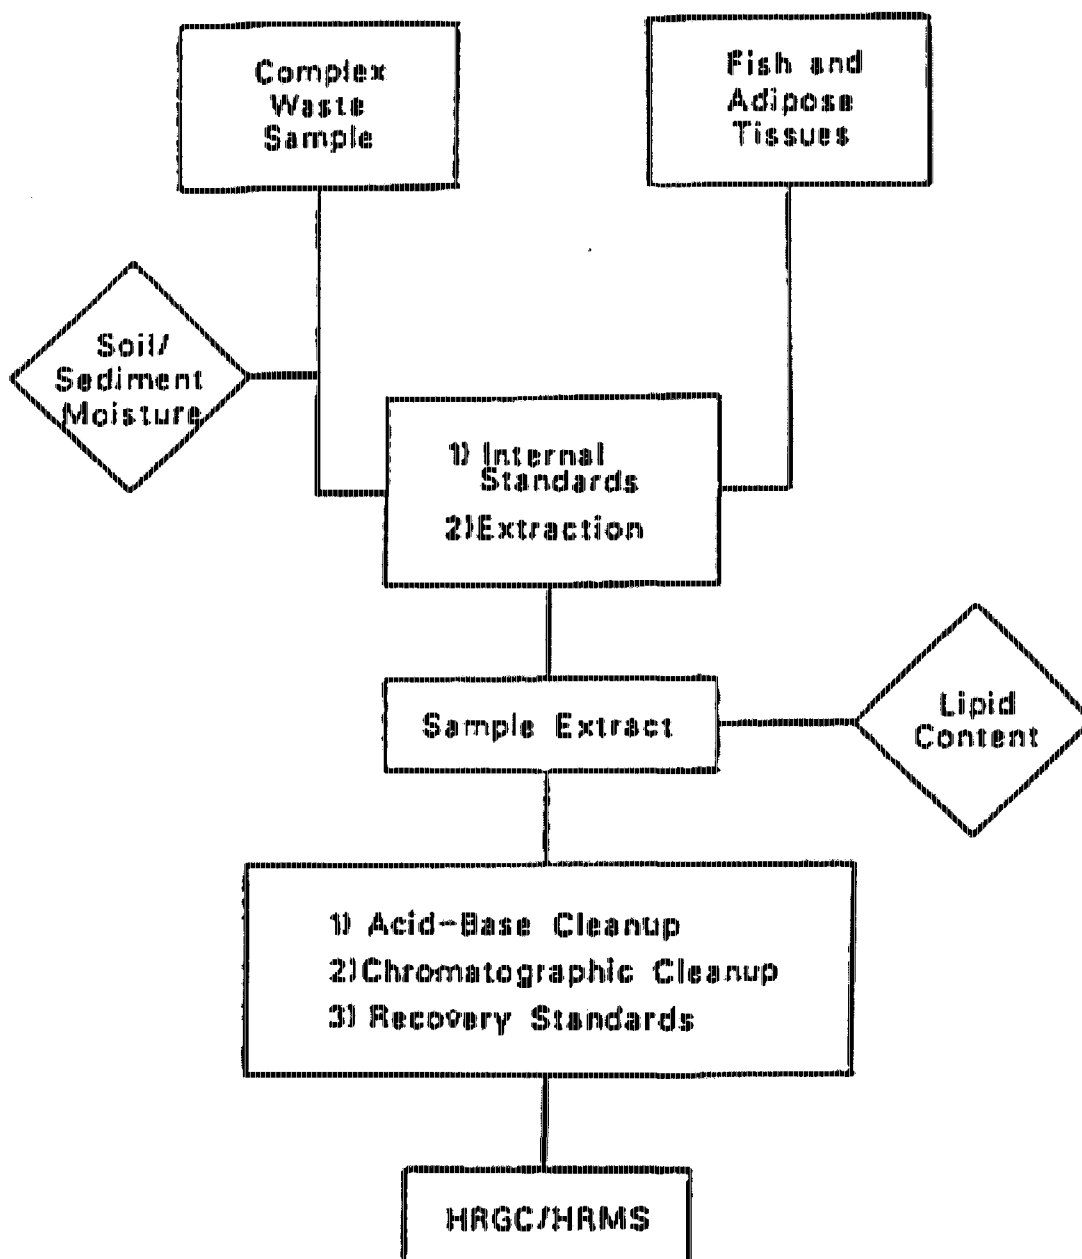 Complex
Waste
Sample
Fish and
Adipose
Tissues
Soil/
Sediment
Moisture
1) Internal
Standards
2)Extraction
Sample Extract
Lipid
Content
1) Acid-Base Cleanup
2)Chromatographic Cleanup
3) Recovery Standards
HRGC/HRMS